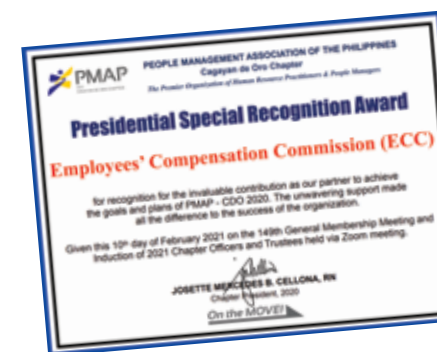 PMAP
PEOPLE MANAGEMENT ASSOCIATION OF THE PHILIPPINES
Cagayan de Oro Chapter
The Premier Organization of Human Resource Practitioners & People Managers
Presidential Special Recognition Award
Employees' Compensation Commission (ECC)
for recognition for the invaluable contribution as our partner to achieve
the goals and plans of PMAP - CDO 2020. The unwavering support made
all the difference to the success of the organization.
Given this 10th day of February 2021 on the 149th General Membership Meeting and
Induction of 2021 Chapter Officers and Trustees held via Zoom meeting.
JOSETTE MERCEDES B. CELLONA, RN
Chapter President, 2020
On the MOVE!